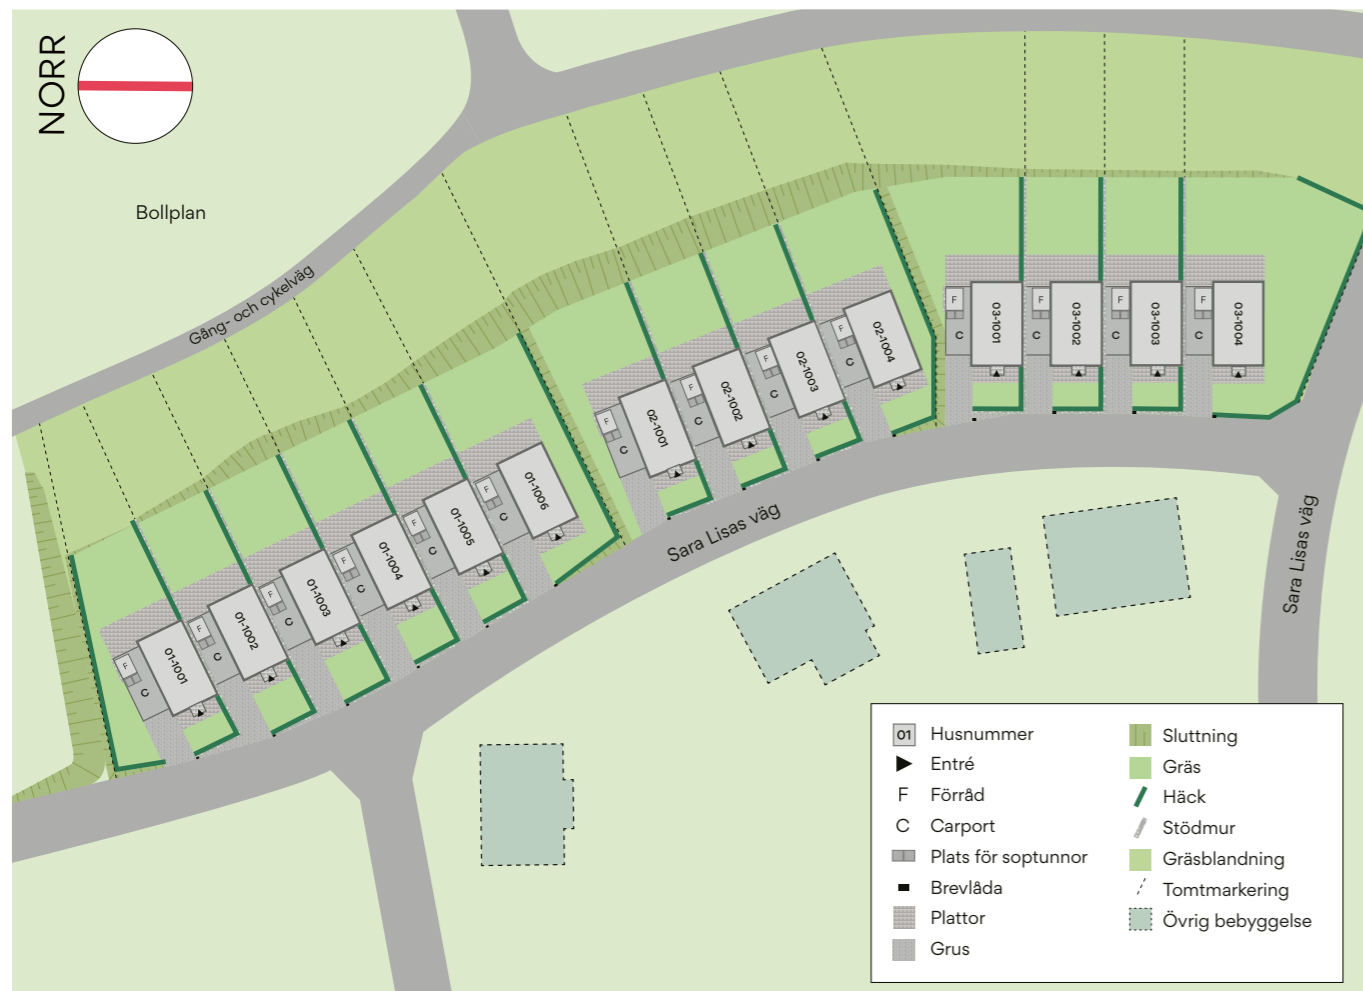 NORR
Bollplan
Gång- och cykelväg
F
C
01-1001
F
C
01-1002
F
C
01-1003
F
C
01-1004
F
C
01-1005
F
C
01-1006
F
C
02-1001
F
C
02-1002
F
C
02-1003
F
C
02-1004
F
C
03-1001
F
C
03-1002
F
C
03-1003
F
C
03-1004
Sara Lisas väg
Sara Lisas väg
01 Husnummer
Entré
F Förråd
C Carport
Plats för soptunnor
Brevlåda
Plattor
Grus
Sluttning
Gräs
Häck
Stödmur
Gräsblandning
Tomtmarkering
Övrig bebyggelse